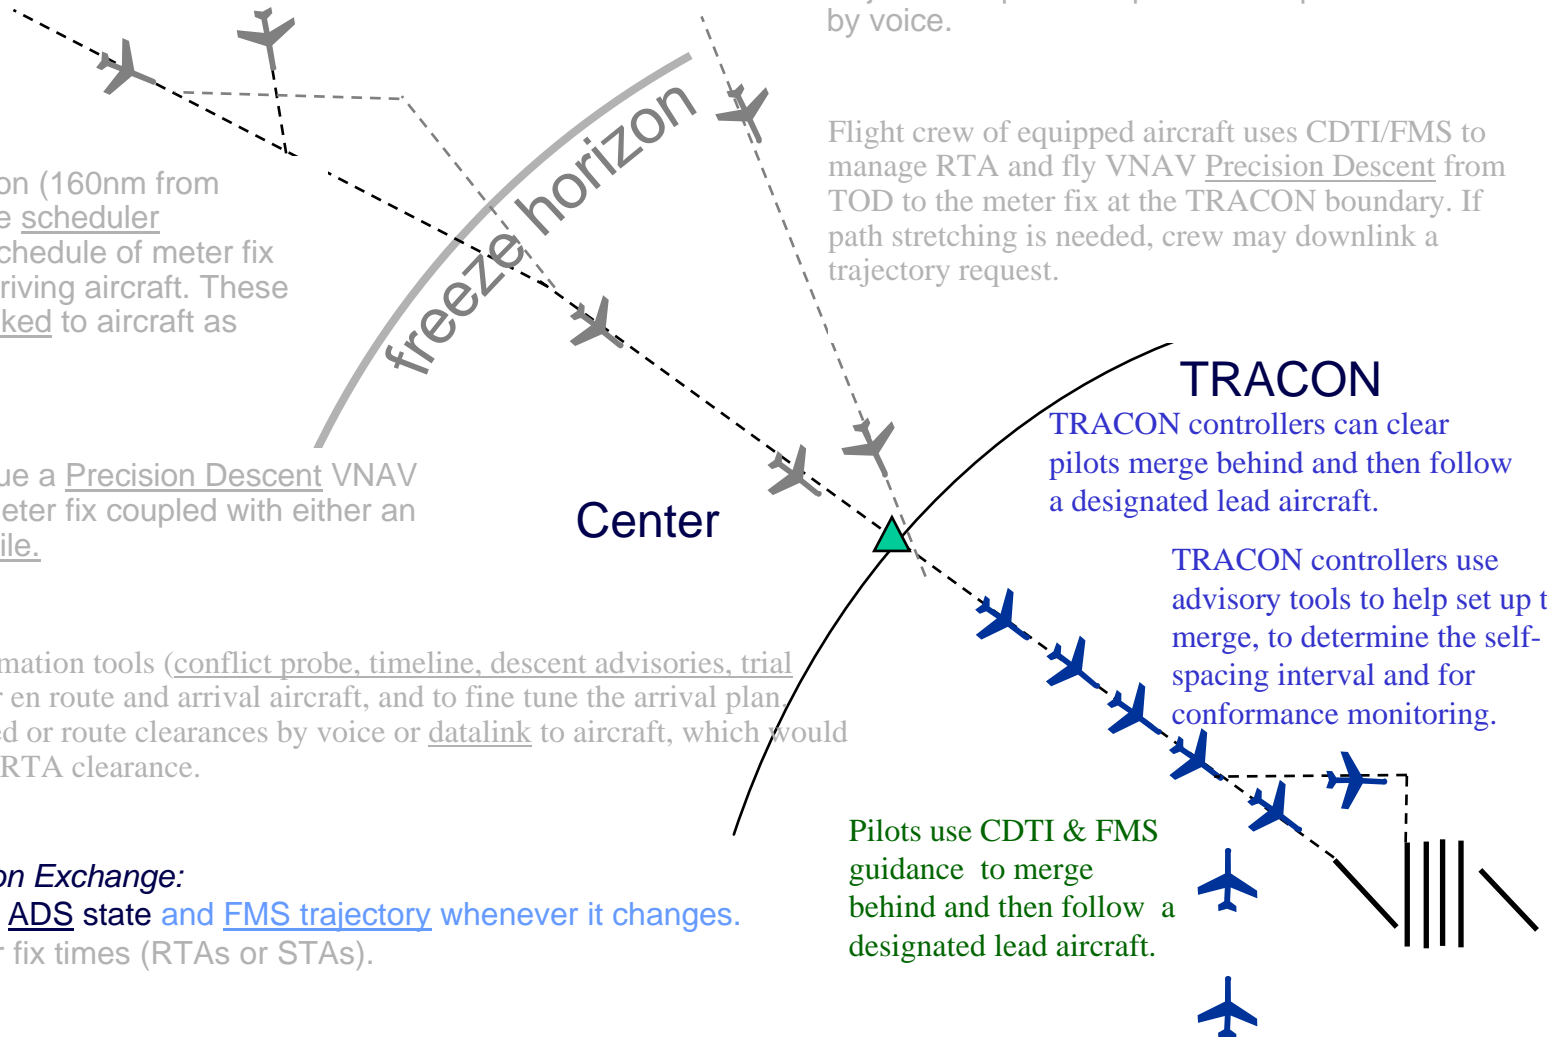 by voice.
Flight crew of equipped aircraft uses CDTI/FMS to
manage RTA and fly VNAV Precision Descent from
TOD to the meter fix at the TRACON boundary. If
path stretching is needed, crew may downlink a
trajectory request.
freeze horizon
on (160nm from
e scheduler
chedule of meter fix
riving aircraft. These
ked to aircraft as
TRACON
TRACON controllers can clear
pilots merge behind and then follow
a designated lead aircraft.
ue a Precision Descent VNAV
eter fix coupled with either an
ile.
Center
TRACON controllers use
advisory tools to help set up t
merge, to determine the self-
spacing interval and for
conformance monitoring.
mation tools (conflict probe, timeline, descent advisories, trial
r en route and arrival aircraft, and to fine tune the arrival plan.
ed or route clearances by voice or datalink to aircraft, which would
RTA clearance.
Pilots use CDTI & FMS
guidance to merge
behind and then follow a
designated lead aircraft.
on Exchange:
ADS state and FMS trajectory whenever it changes.
r fix times (RTAs or STAs).